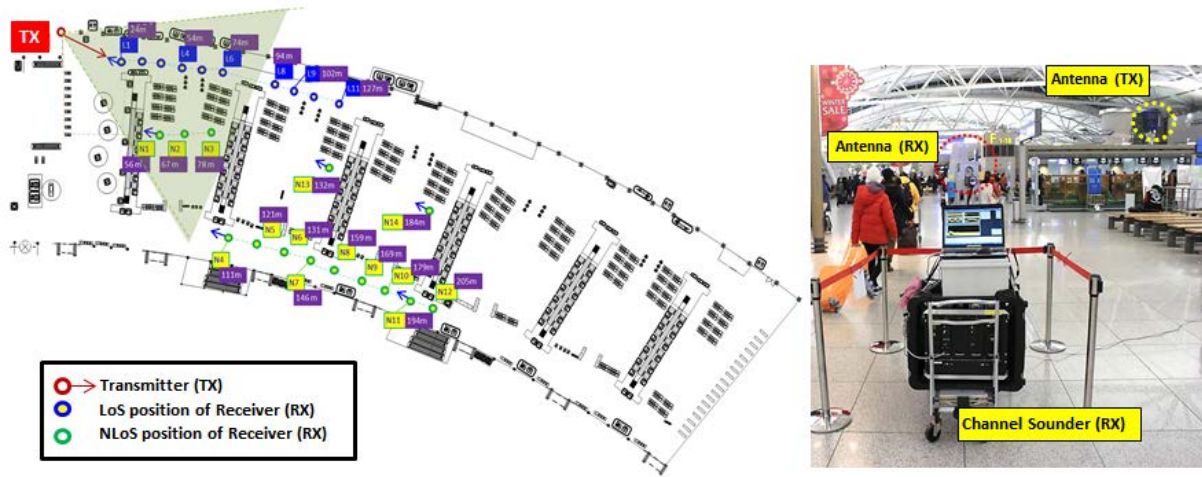 TX
24m
54m
74m
94m
102m
127m
L1
L4
L6
L8
L9
L11
N1
N2
N3
56m
67m
78m
N13
132m
N14
184m
121m
N5
N6
131m
N8
159m
169m
N9
179m
N10
205m
N12
N4
111m
N7
146m
N11
194m
Transmitter (TX)
LoS position of Receiver (RX)
NLoS position of Receiver (RX)
WINTER
SALE
Antenna (TX)
Antenna (RX)
Channel Sounder (RX)